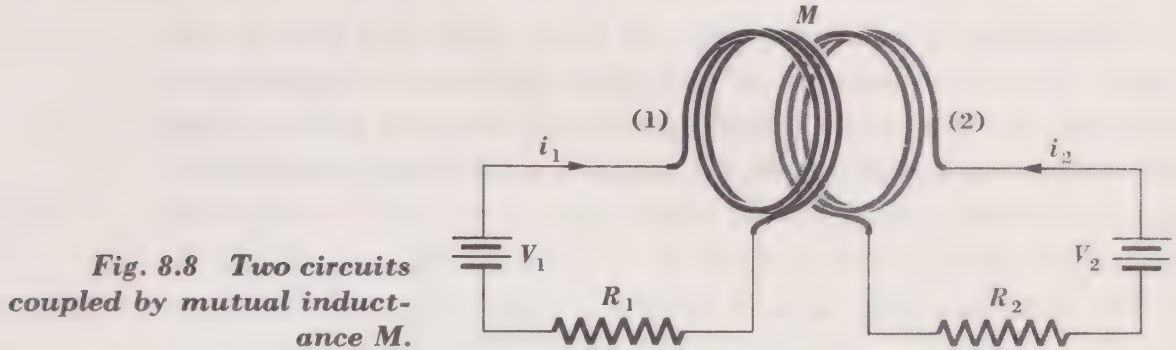 M
(1)
(2)
i₁
i₂
V₁
V₂
R₁
R₂
Fig. 8.8 Two circuits
coupled by mutual induct-
ance M.